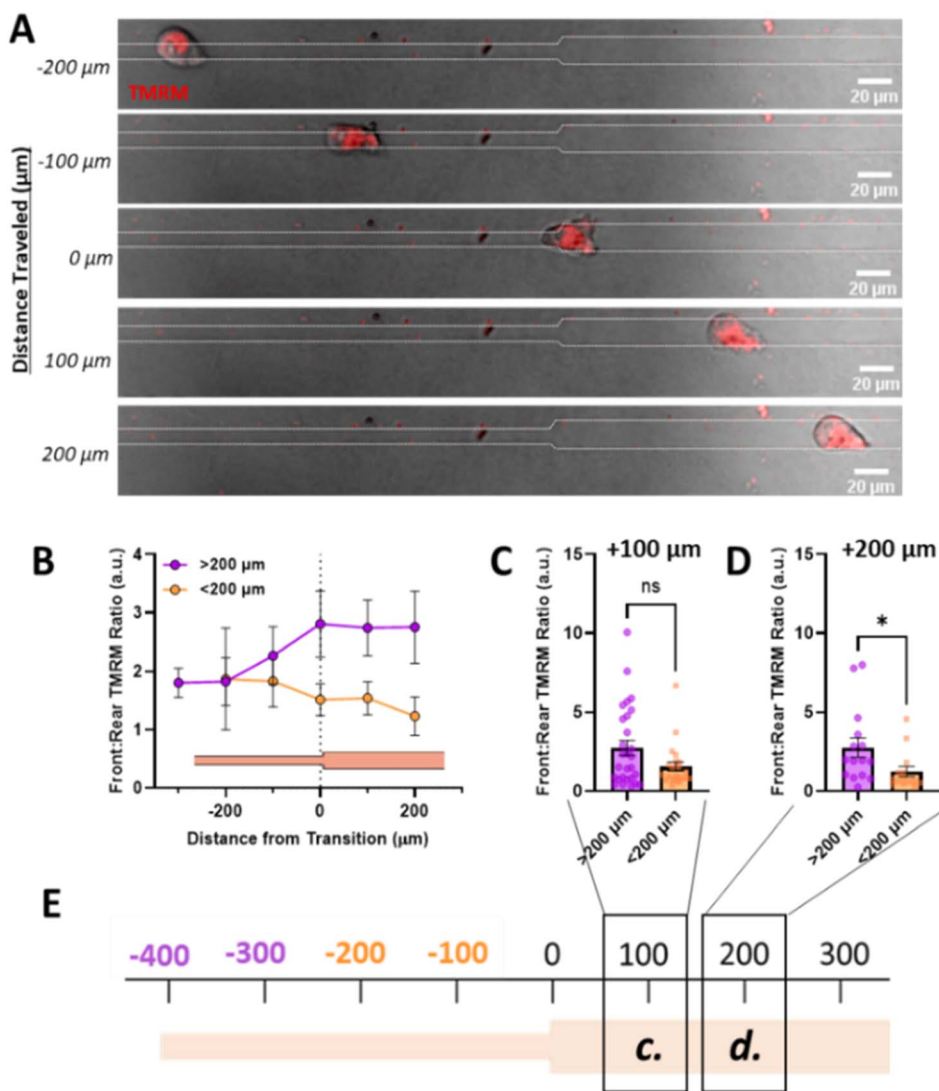 A
-200 µm
TMRM
20 µm
-100 µm
20 µm
Distance Traveled (µm)
0 µm
20 µm
100 µm
20 µm
200 µm
20 µm
B
Front:Rear TMRM Ratio (a.u.)
4
3
2
1
0
>200 µm
<200 µm
-200
0
200
Distance from Transition (µm)
C
+100 µm
Front:Rear TMRM Ratio (a.u.)
15
10
5
0
ns
>200 µm
<200 µm
D
+200 µm
Front:Rear TMRM Ratio (a.u.)
15
10
5
0
*
>200 µm
<200 µm
E
-400 -300 -200 -100 0 100 200 300
c. d.